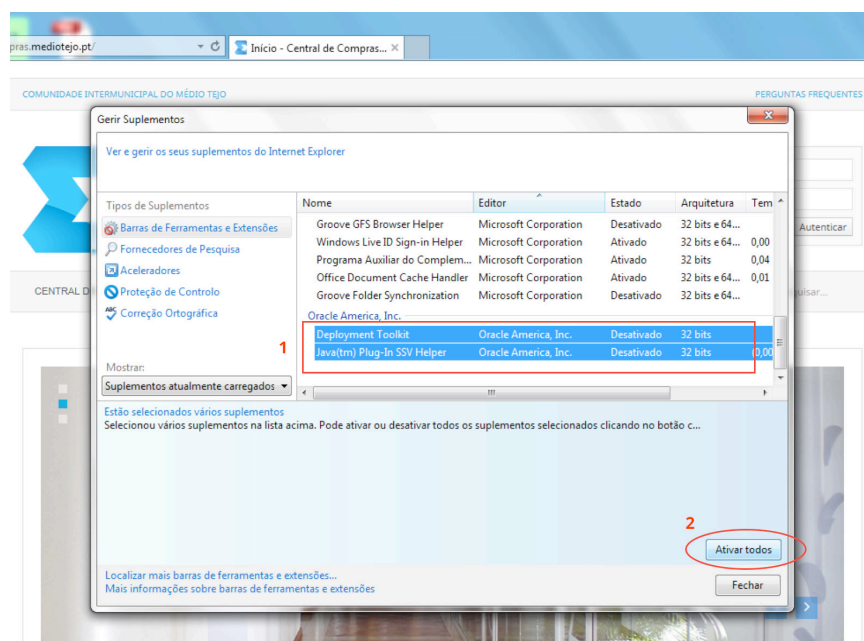 pras.mediotejo.pt/
Início - Central de Compras...
COMUNIDADE INTERMUNICIPAL DO MÉDIO TEJO
PERGUNTAS FREQUENTES
Gerir Suplementos
Ver e gerir os seus suplementos do Internet Explorer
Tipos de Suplementos
Barras de Ferramentas e Extensões
Fornecedores de Pesquisa
Aceleradores
Proteção de Controlo
ABC Correção Ortográfica
Mostrar:
Suplementos atualmente carregados
Nome Editor Estado Arquitetura Tem
Groove GFS Browser Helper Microsoft Corporation Desativado 32 bits e 64...
Windows Live ID Sign-in Helper Microsoft Corporation Ativado 32 bits e 64... 0,00
Programa Auxiliar do Complem... Microsoft Corporation Ativado 32 bits 0,04
Office Document Cache Handler Microsoft Corporation Ativado 32 bits e 64... 0,01
Groove Folder Synchronization Microsoft Corporation Desativado 32 bits e 64...
Oracle America, Inc.
Deployment Toolkit Oracle America, Inc. Desativado 32 bits
Java(tm) Plug-In SSV Helper Oracle America, Inc. Desativado 32 bits (0,00
1
Autenticar
CENTRAL D
quisar...
Estão selecionados vários suplementos
Selecionou vários suplementos na lista acima. Pode ativar ou desativar todos os suplementos selecionados clicando no botão c...
2
Ativar todos
Localizar mais barras de ferramentas e extensões...
Mais informações sobre barras de ferramentas e extensões
Fechar